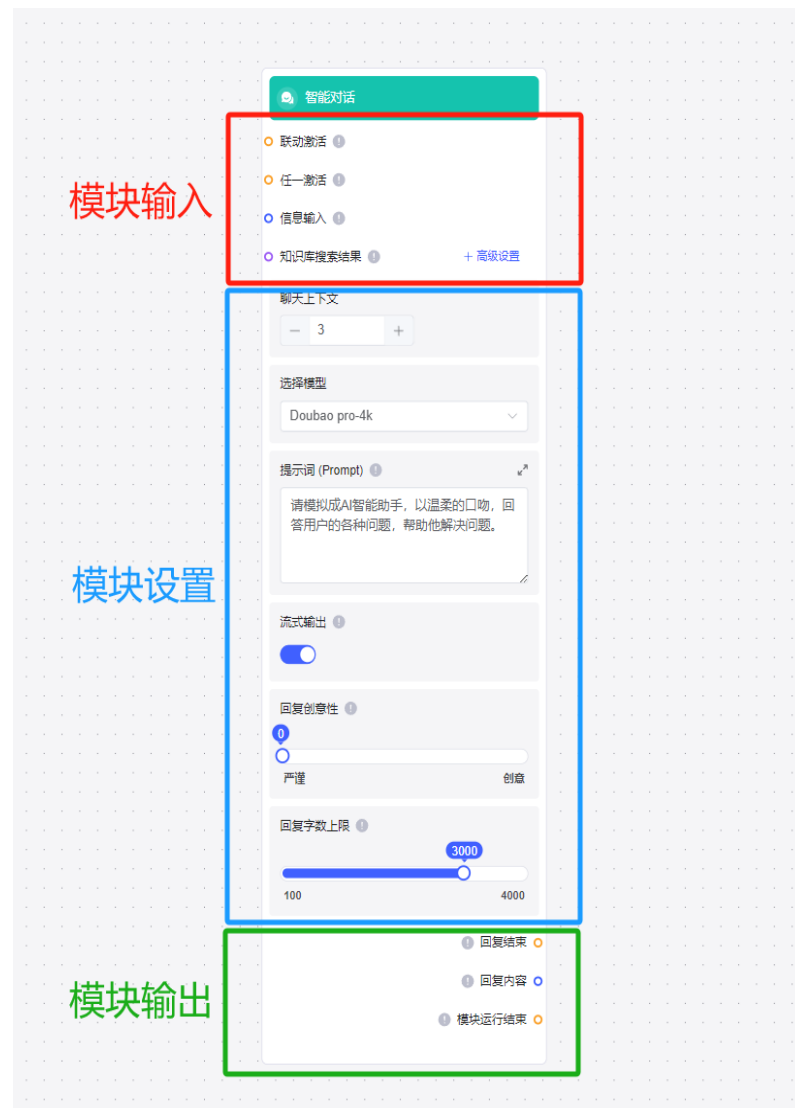 智能对话
模块输入
联动激活
任一激活
信息输入
知识库搜索结果 + 高级设置
模块设置
聊天上下文
— 3 +
选择模型
Doubao pro-4k
提示词 (Prompt)
请模拟成AI智能助手，以温柔的口吻，回
答用户的各种问题，帮助他解决问题。
流式输出
回复创意性
0
严谨 创意
回复字数上限
3000
100 4000
模块输出
回复结束
回复内容
模块运行结束